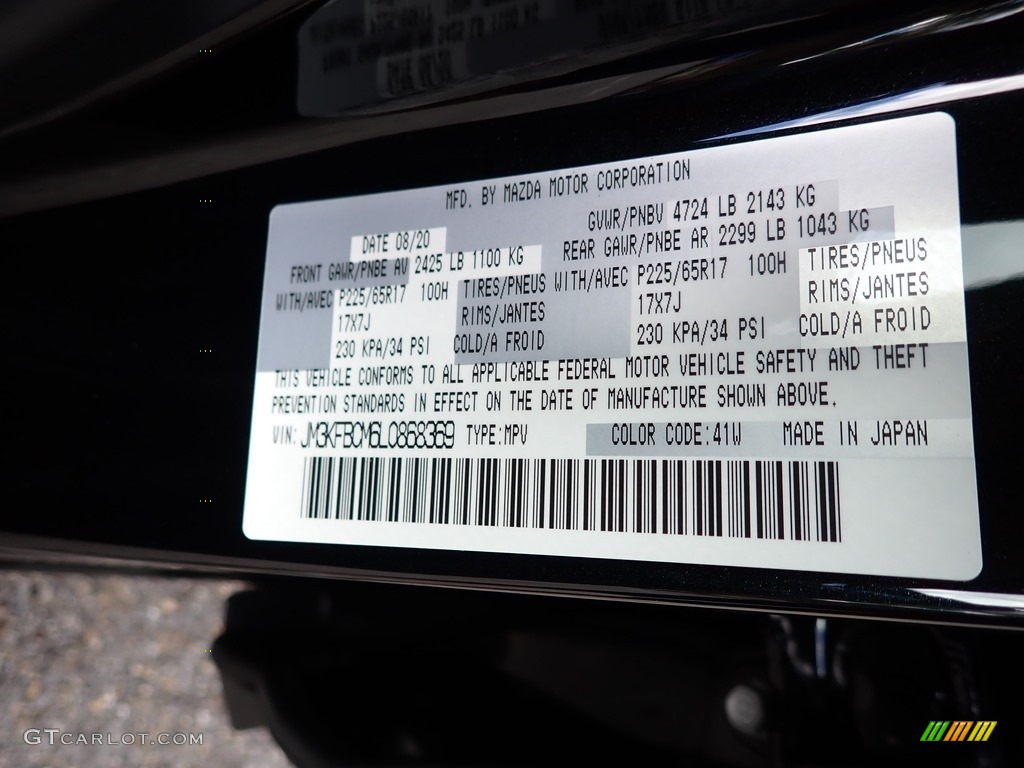 MFD. BY MAZDA MOTOR CORPORATION
DATE 08/20 GVWR/PNBV 4724 LB 2143 KG
FRONT GAWR/PNBE AV 2425 LB 1100 KG REAR GAWR/PNBE AR 2299 LB 1043 KG
WITH/AVEC P225/65R17 100H TIRES/PNEUS WITH/AVEC P225/65R17 100H TIRES/PNEUS
17X7J RIMS/JANTES 17X7J RIMS/JANTES
230 KPA/34 PSI COLD/A FROID 230 KPA/34 PSI COLD/A FROID
THIS VEHICLE CONFORMS TO ALL APPLICABLE FEDERAL MOTOR VEHICLE SAFETY AND THEFT
PREVENTION STANDARDS IN EFFECT ON THE DATE OF MANUFACTURE SHOWN ABOVE.
VIN: JM3KFBCM6L0868369 TYPE:MPV COLOR CODE:41W MADE IN JAPAN
GTCARLOT.COM